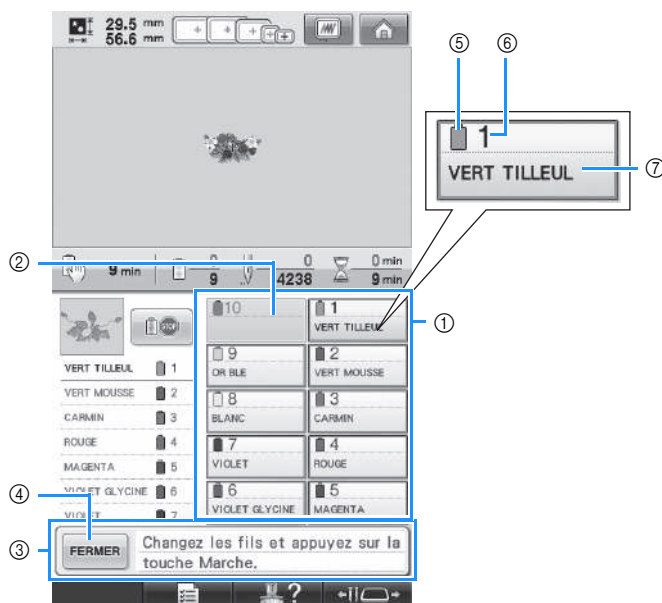 29.5 mm
56.6 mm
⑤ ⑥
1
VERT TILLEUL ⑦
②
9 min 0 0 0 min
9 4238 9 min
①
10
1 VERT TILLEUL
9 OR BLE
2 VERT MOUSSE
8 BLANC
3 CARMIN
7 VIOLET
4 ROUGE
6 VIOLET GLYCINE
5 MAGENTA
VERT TILLEUL 1
VERT MOUSSE 2
CARMIN 3
ROUGE 4
MAGENTA 5
VIOLET GLYCINE 6
VIOLET 7
④
③
FERMER
Changez les fils et appuyez sur la
touche Marche.
?